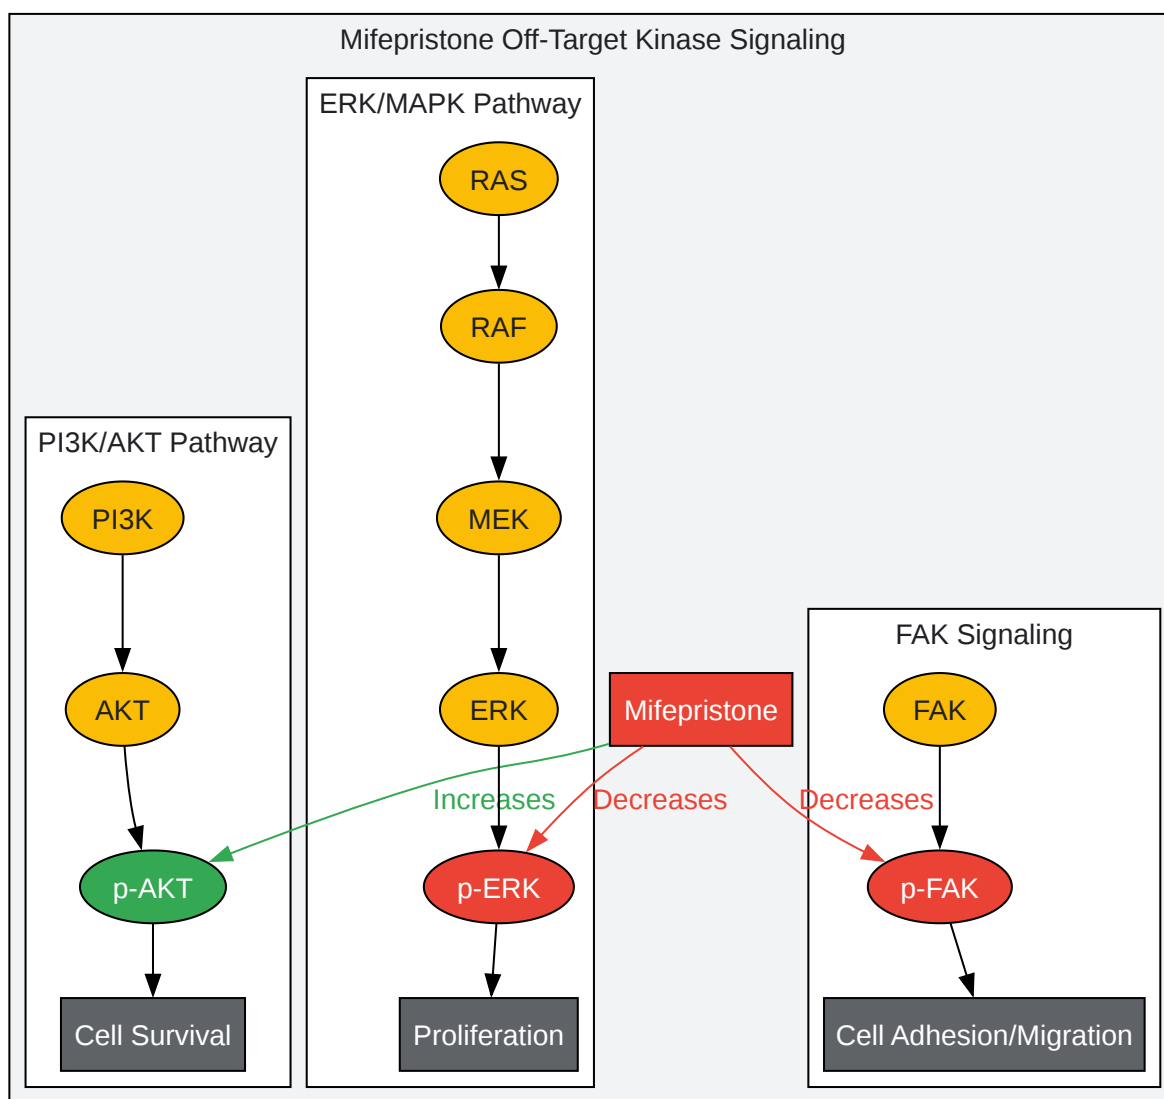 Mifepristone Off-Target Kinase Signaling
ERK/MAPK Pathway
RAS
RAF
PI3K/AKT Pathway
PI3K
MEK
FAK Signaling
AKT
ERK
Mifepristone
FAK
Increases
Decreases
Decreases
p-AKT
p-ERK
p-FAK
Cell Survival
Proliferation
Cell Adhesion/Migration